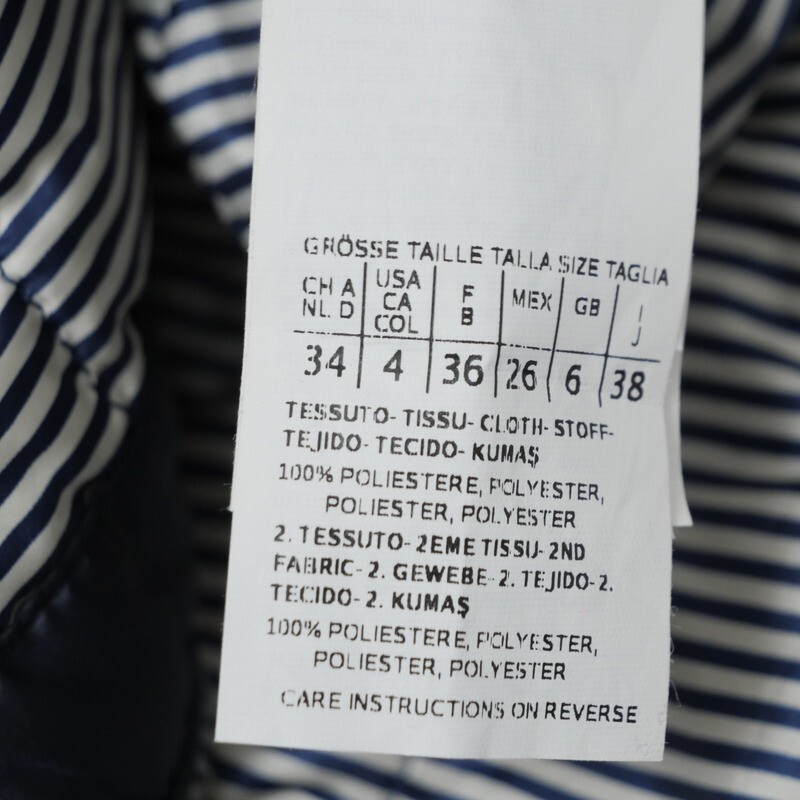 GRÖSSE TAILLE TALLA SIZE TAGLIA
CH A NL D USA CA COL F B MEX GB I J
34 4 36 26 6 38
TESSUTO- TISSU- CLOTH- STOFF-
TEJIDO- TECIDO- KUMAŞ
100% POLIESTERE, POLYESTER,
POLIESTER, POLYESTER
2. TESSUTO- 2EME TISSU- 2ND
FABRIC- 2. GEWEBE- 2. TEJIDO- 2.
TECIDO- 2. KUMAŞ
100% POLIESTERE, POLYESTER,
POLIESTER, POLYESTER
CARE INSTRUCTIONS ON REVERSE